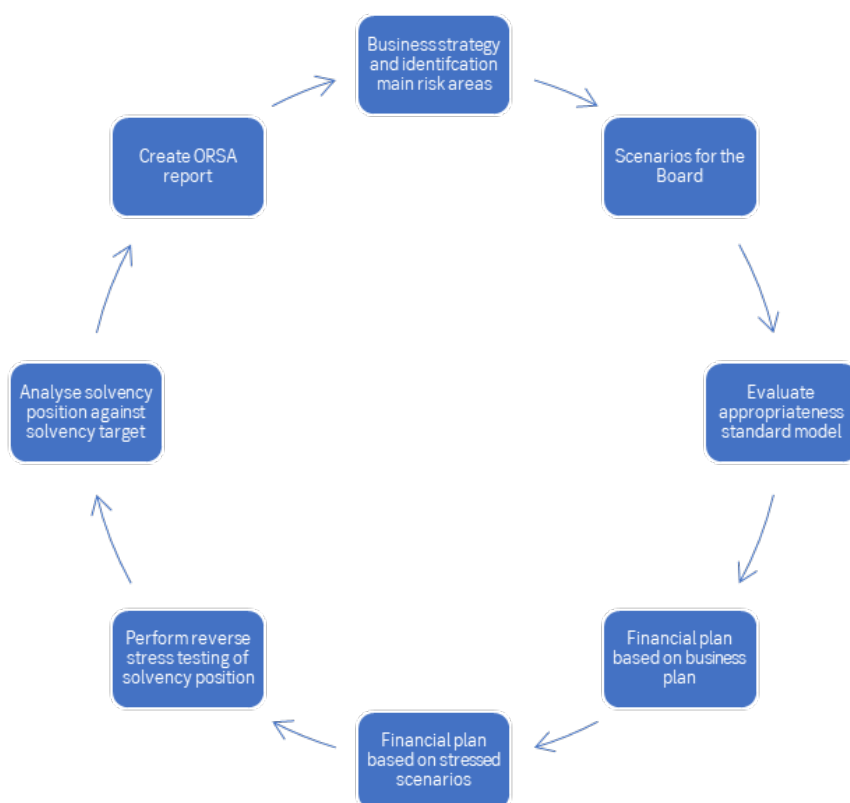 Business strategy
and identifcation
main risk areas
Scenarios for the
Board
Evaluate
appropriateness
standard model
Financial plan
based on business
plan
Financial plan
based on stressed
scenarios
Perform reverse
stress testing of
solvency position
Analyse solvency
position against
solvency target
Create ORSA
report